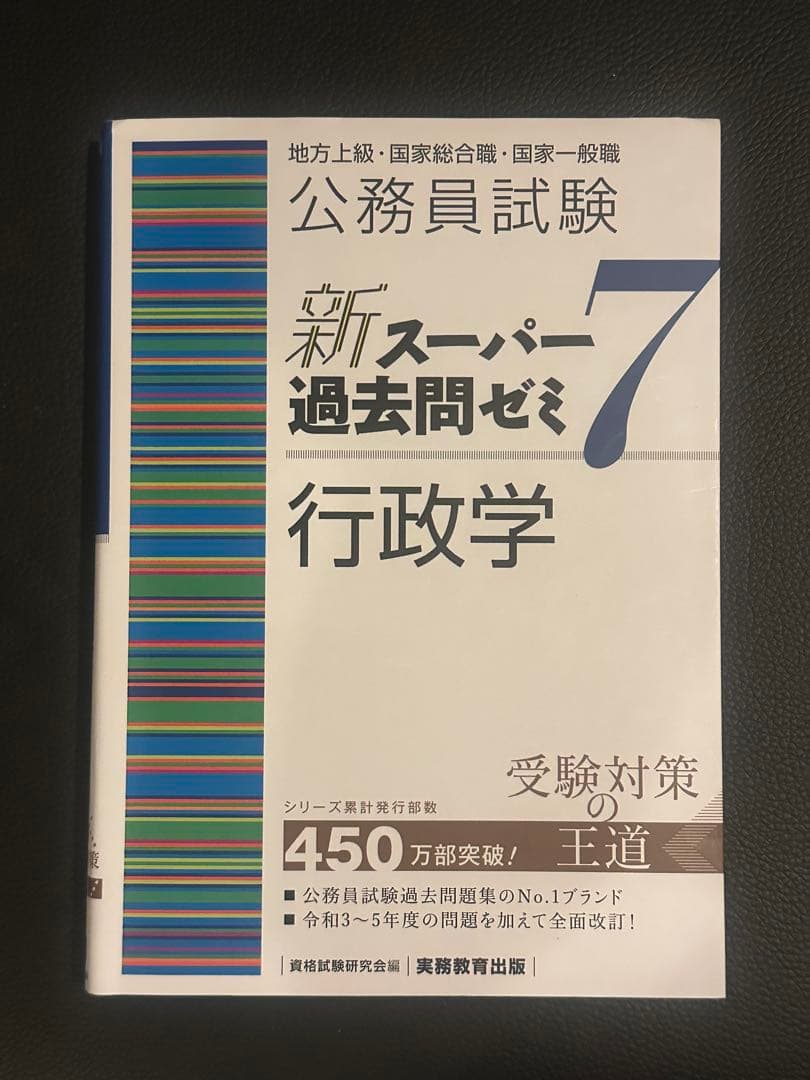 地方上級・国家総合職・国家一般職
公務員試験
新スーパー
過去問ゼミ7
行政学
受験対策
の
王道
シリーズ累計発行部数
450万部突破!
■ 公務員試験過去問題集のNo.1ブランド
■ 令和3～5年度の問題を加えて全面改訂!
|資格試験研究会編|実務教育出版|
策